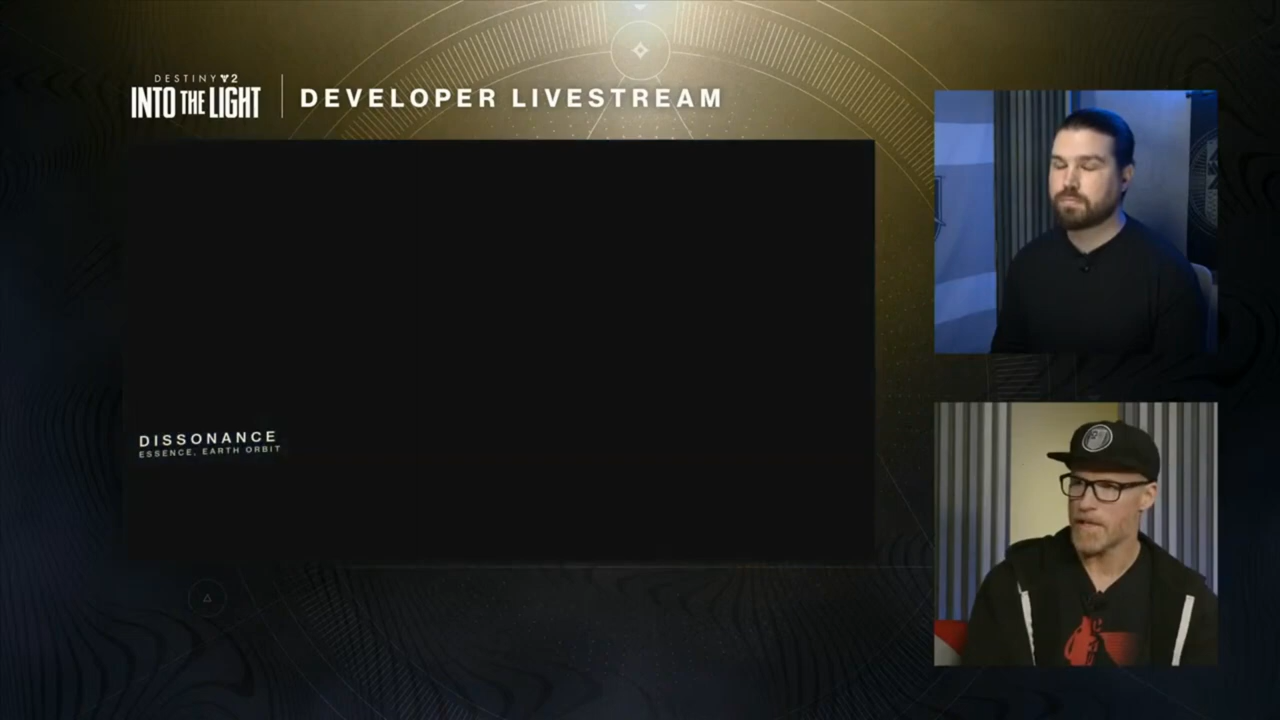 DESTINY 2
INTO THE LIGHT
DEVELOPER LIVESTREAM
DISSONANCE
ESSENCE, EARTH ORBIT